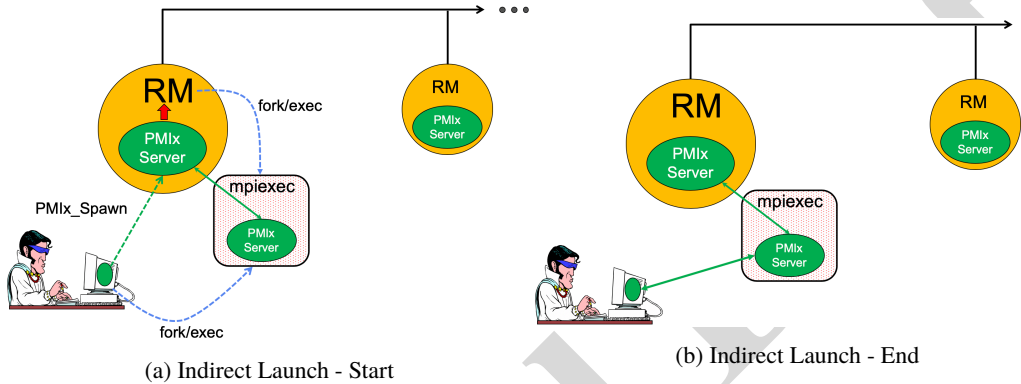 RM
fork/exec
PMIx
Server
mpiexec
PMIx
Server
PMIx_Spawn
fork/exec
RM
PMIx
Server
(a) Indirect Launch - Start
RM
PMIx
Server
mpiexec
PMIx
Server
RM
PMIx
Server
(b) Indirect Launch - End